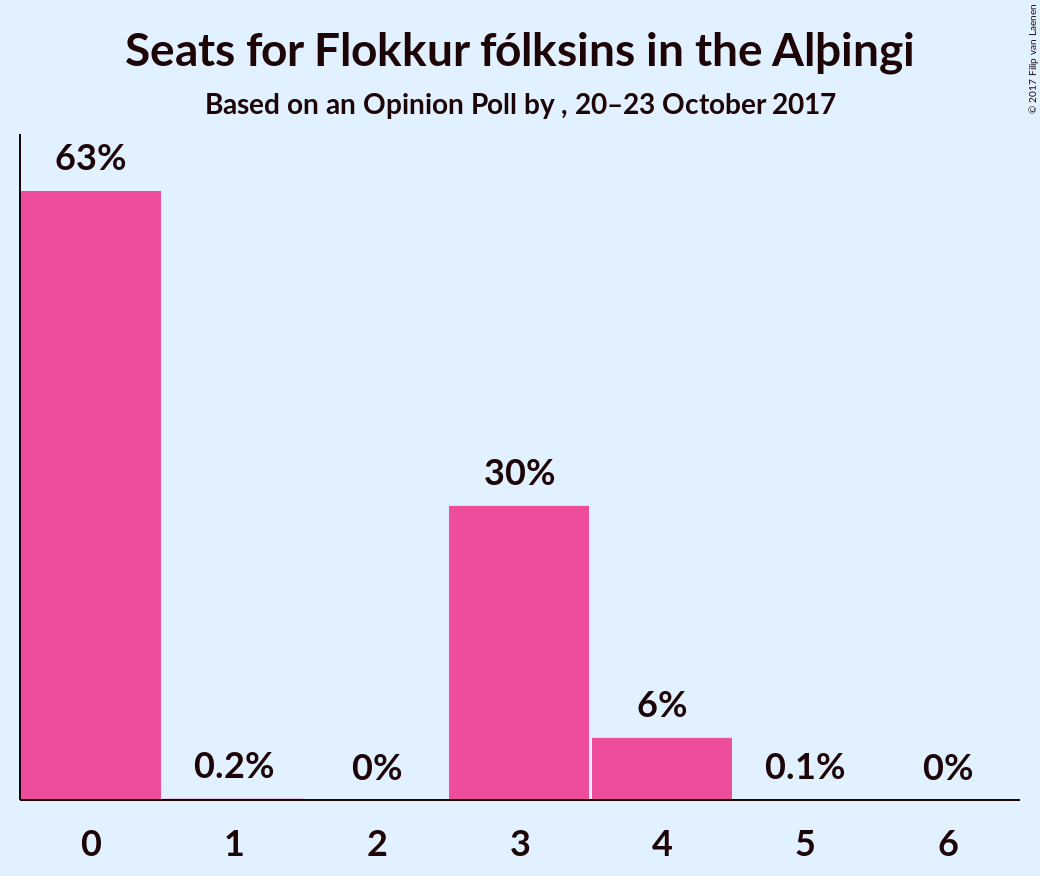 Seats for Flokkur fólksins in the Alþingi
Based on an Opinion Poll by , 20–23 October 2017
© 2017 Filip van Laenen
63%
30%
6%
0.2%
0%
0.1%
0%
0 1 2 3 4 5 6